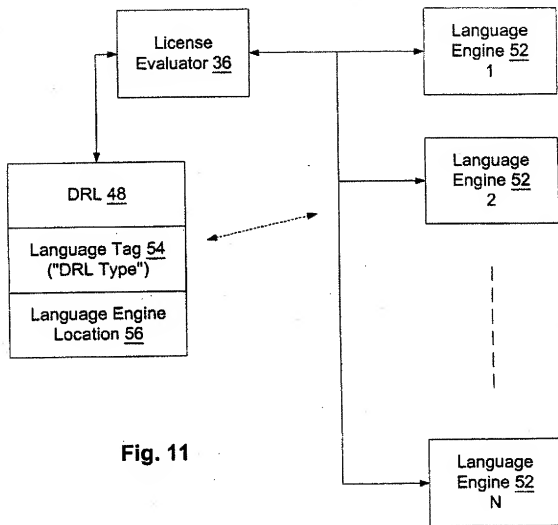 License
Evaluator 36
Language
Engine 52
1
Language
Engine 52
2
DRL 48
Language Tag 54
("DRL Type")
Language Engine
Location 56
Fig. 11
Language
Engine 52
N